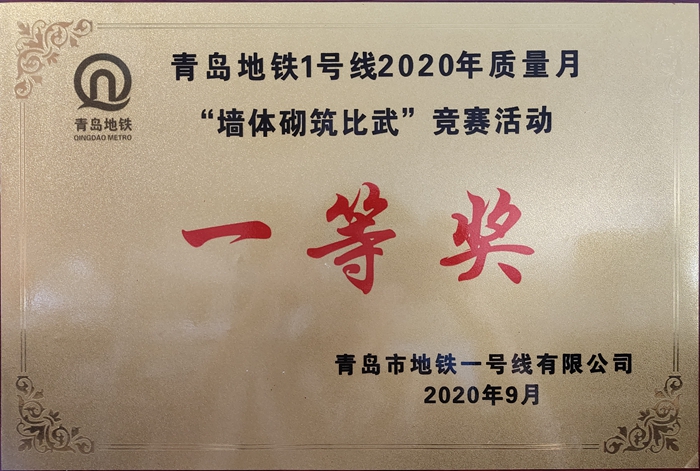 青岛地铁
QINGDAO METRO
青岛地铁1号线2020年质量月
“墙体砌筑比武”竞赛活动
一等奖
青岛市地铁一号线有限公司
2020年9月